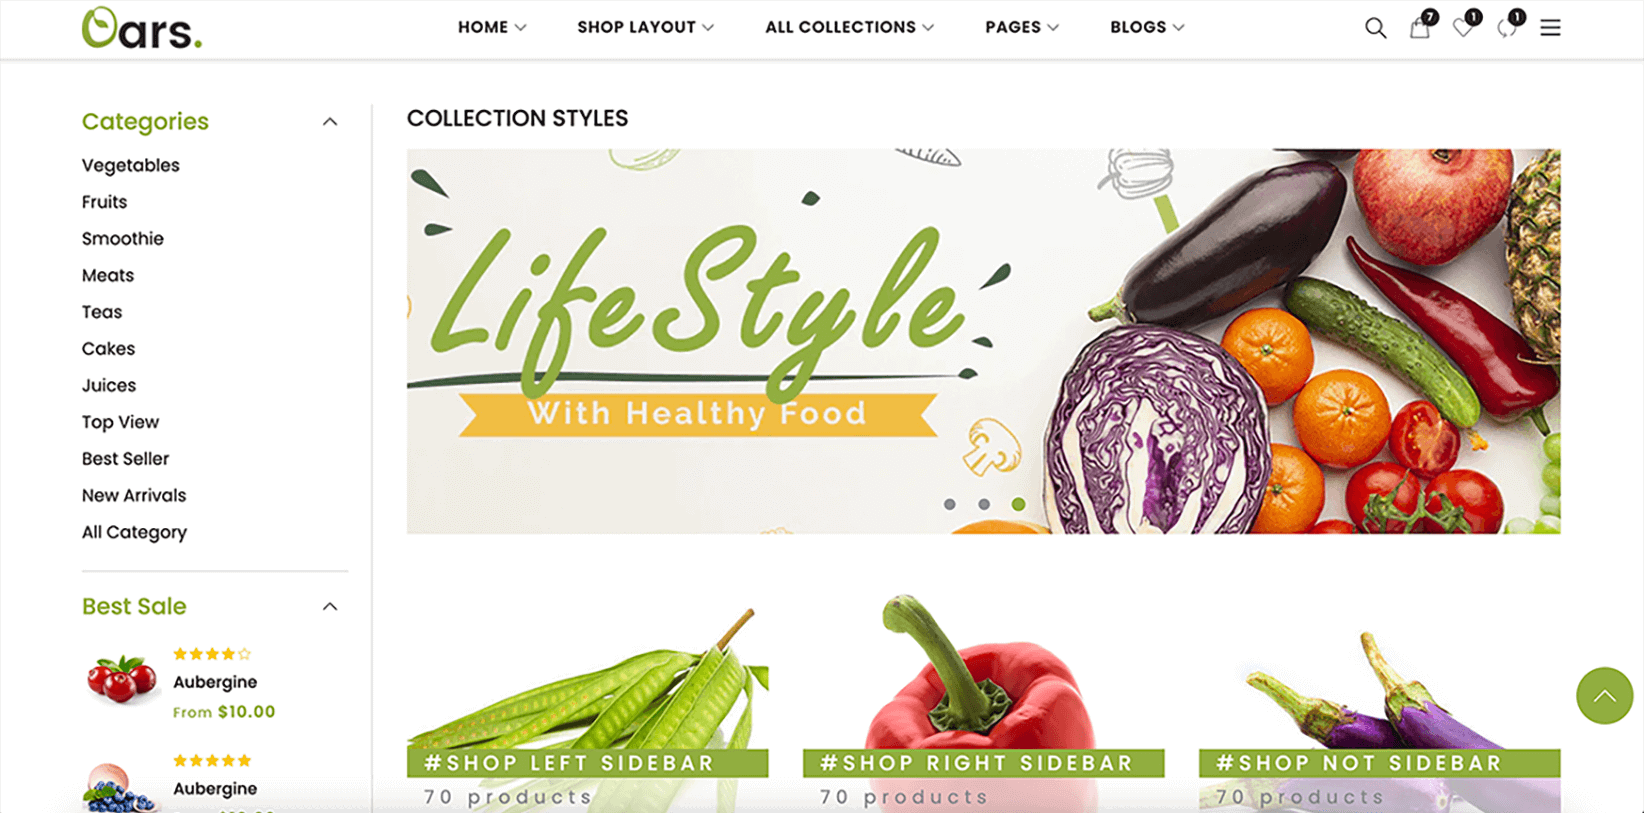 Oars.
HOME
SHOP LAYOUT
ALL COLLECTIONS
PAGES
BLOGS
7
1
1
Categories
Vegetables
Fruits
Smoothie
Meats
Teas
Cakes
Juices
Top View
Best Seller
New Arrivals
All Category
Best Sale
Aubergine
From $10.00
Aubergine
COLLECTION STYLES
LifeStyle
With Healthy Food
#SHOP LEFT SIDEBAR
70 products
#SHOP RIGHT SIDEBAR
70 products
#SHOP NOT SIDEBAR
70 products